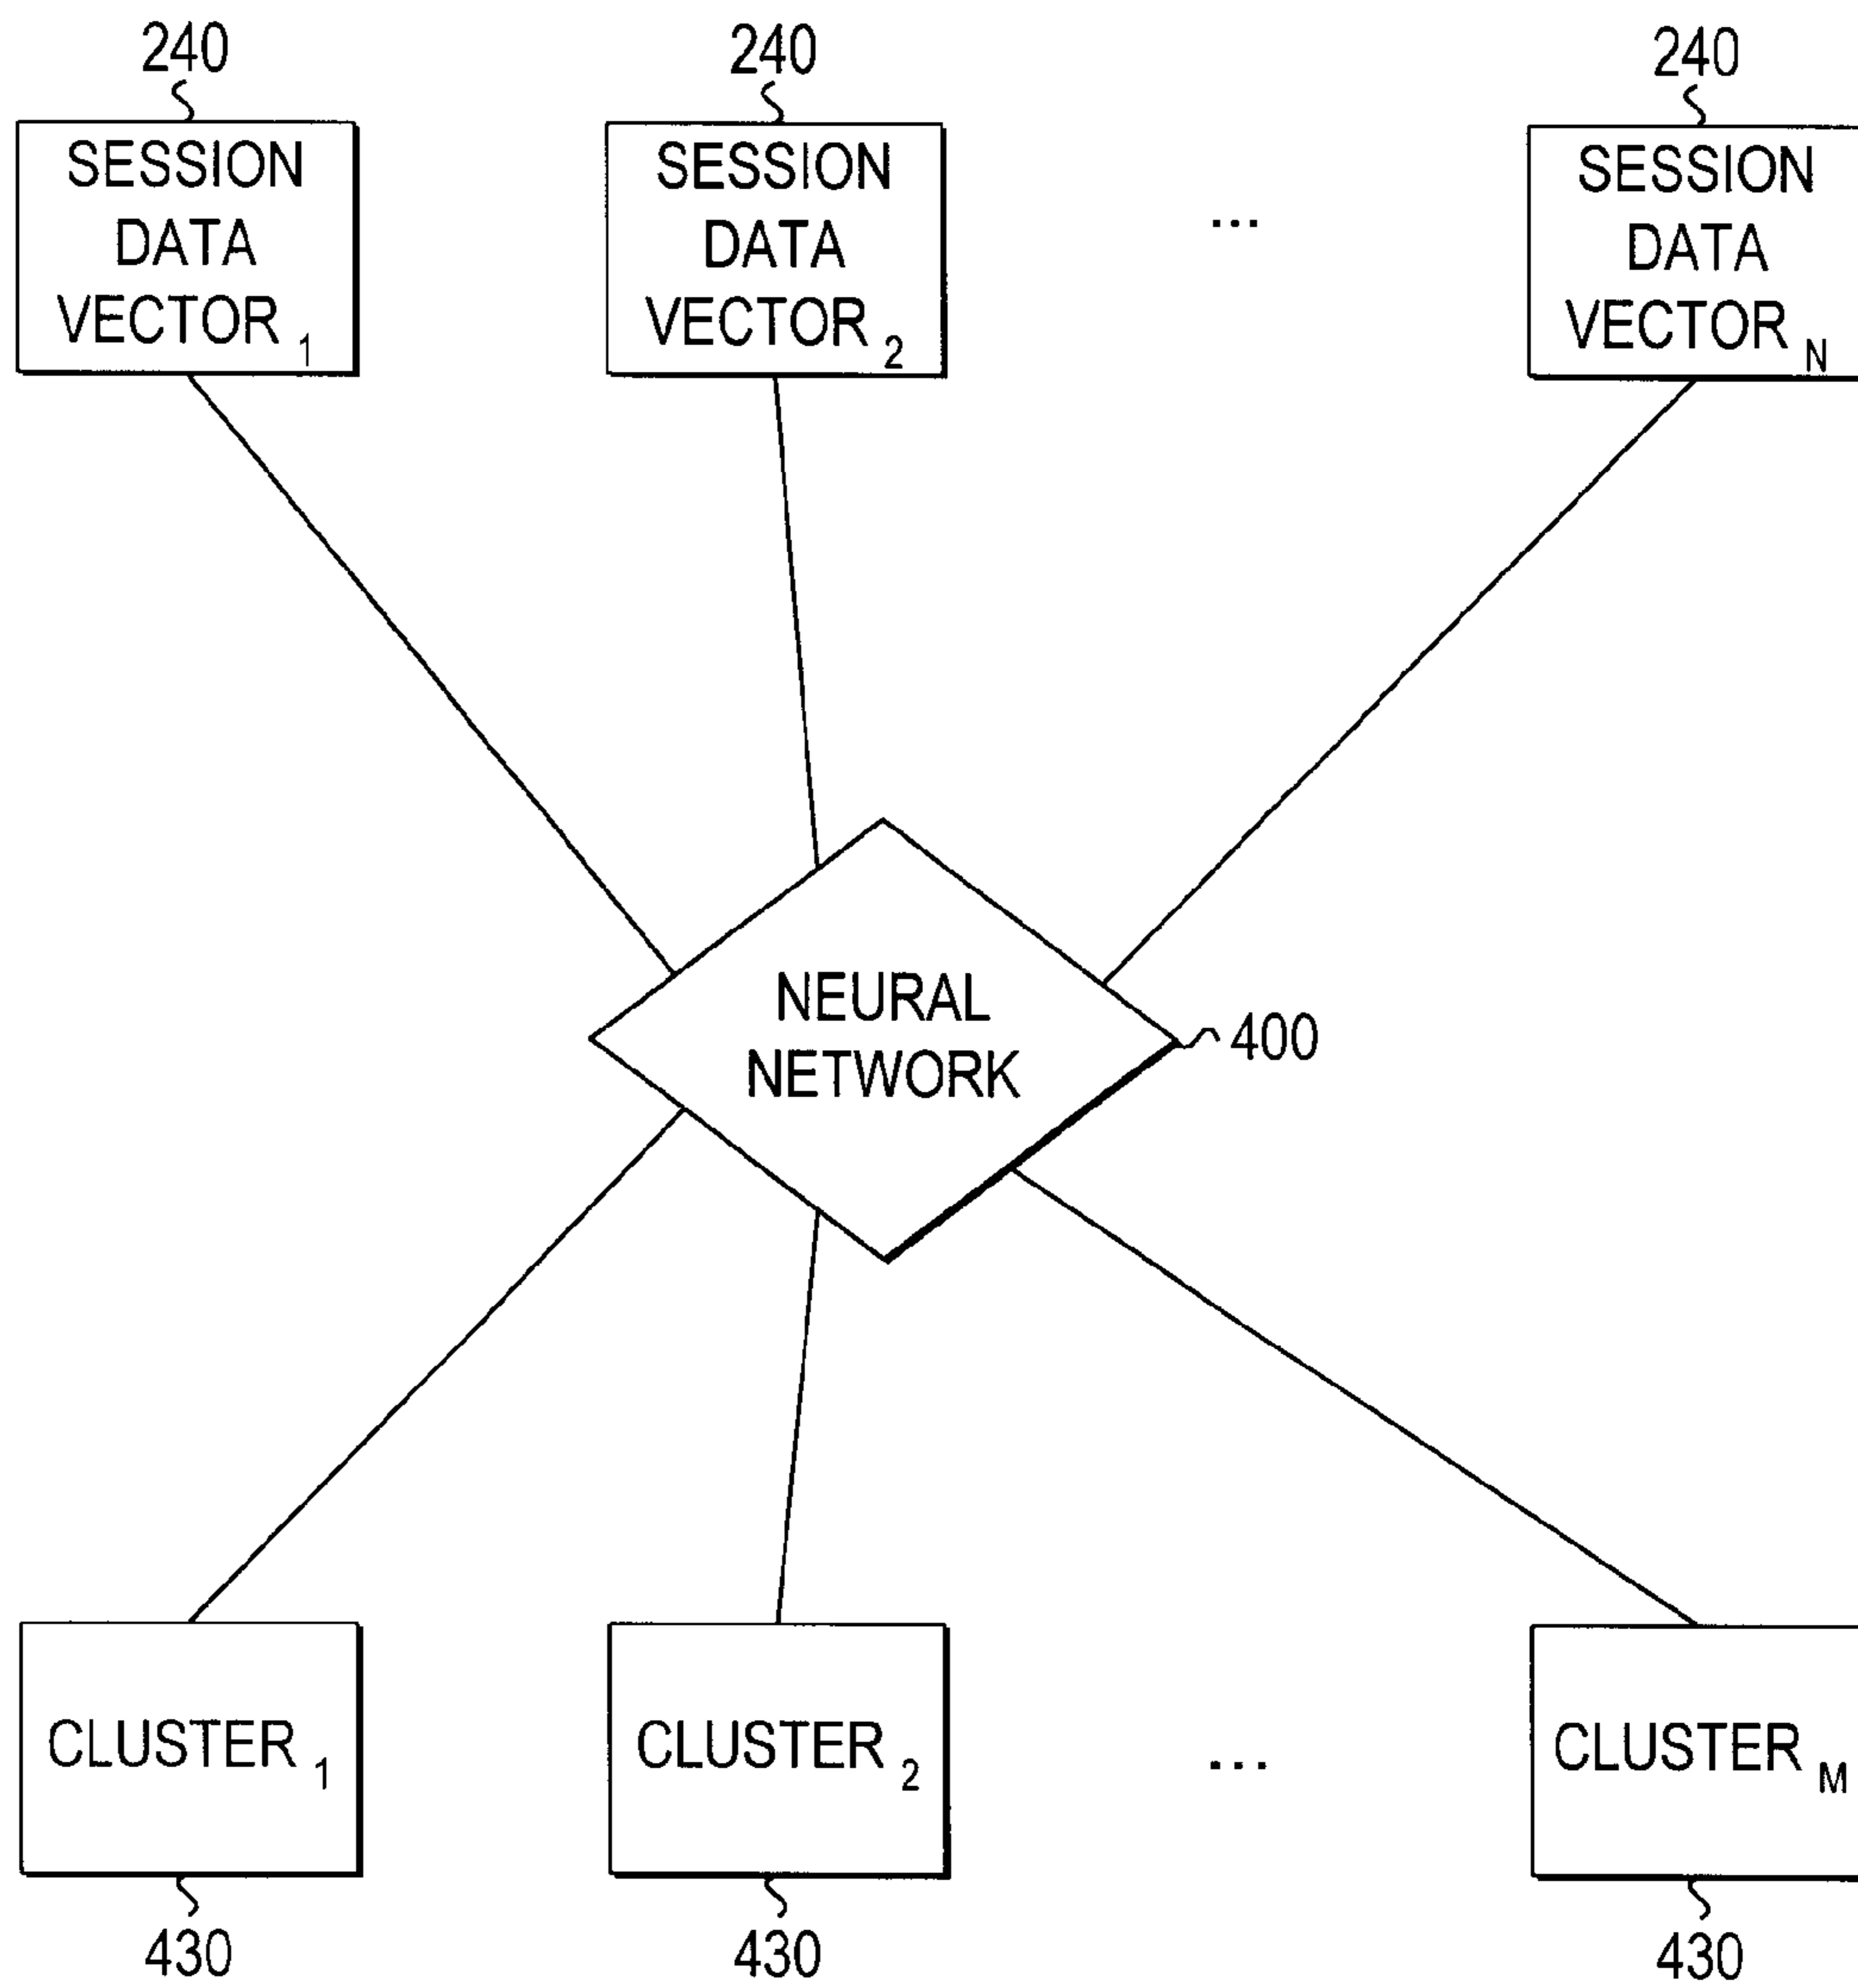 240 240 240
SESSION DATA VECTOR 1
SESSION DATA VECTOR 2
...
SESSION DATA VECTOR N
NEURAL NETWORK
400
CLUSTER 1
CLUSTER 2
...
CLUSTER M
430 430 430